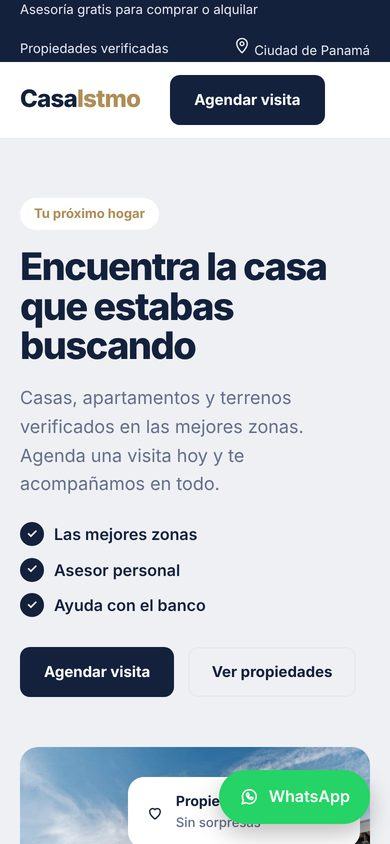 Asesoría gratis para comprar o alquilar
Propiedades verificadas
Ciudad de Panamá
CasaIstmo
Agendar visita
Tu próximo hogar
Encuentra la casa
que estabas
buscando
Casas, apartamentos y terrenos
verificados en las mejores zonas.
Agenda una visita hoy y te
acompañamos en todo.
Las mejores zonas
Asesor personal
Ayuda con el banco
Agendar visita
Ver propiedades
WhatsApp
Sin sorpresas